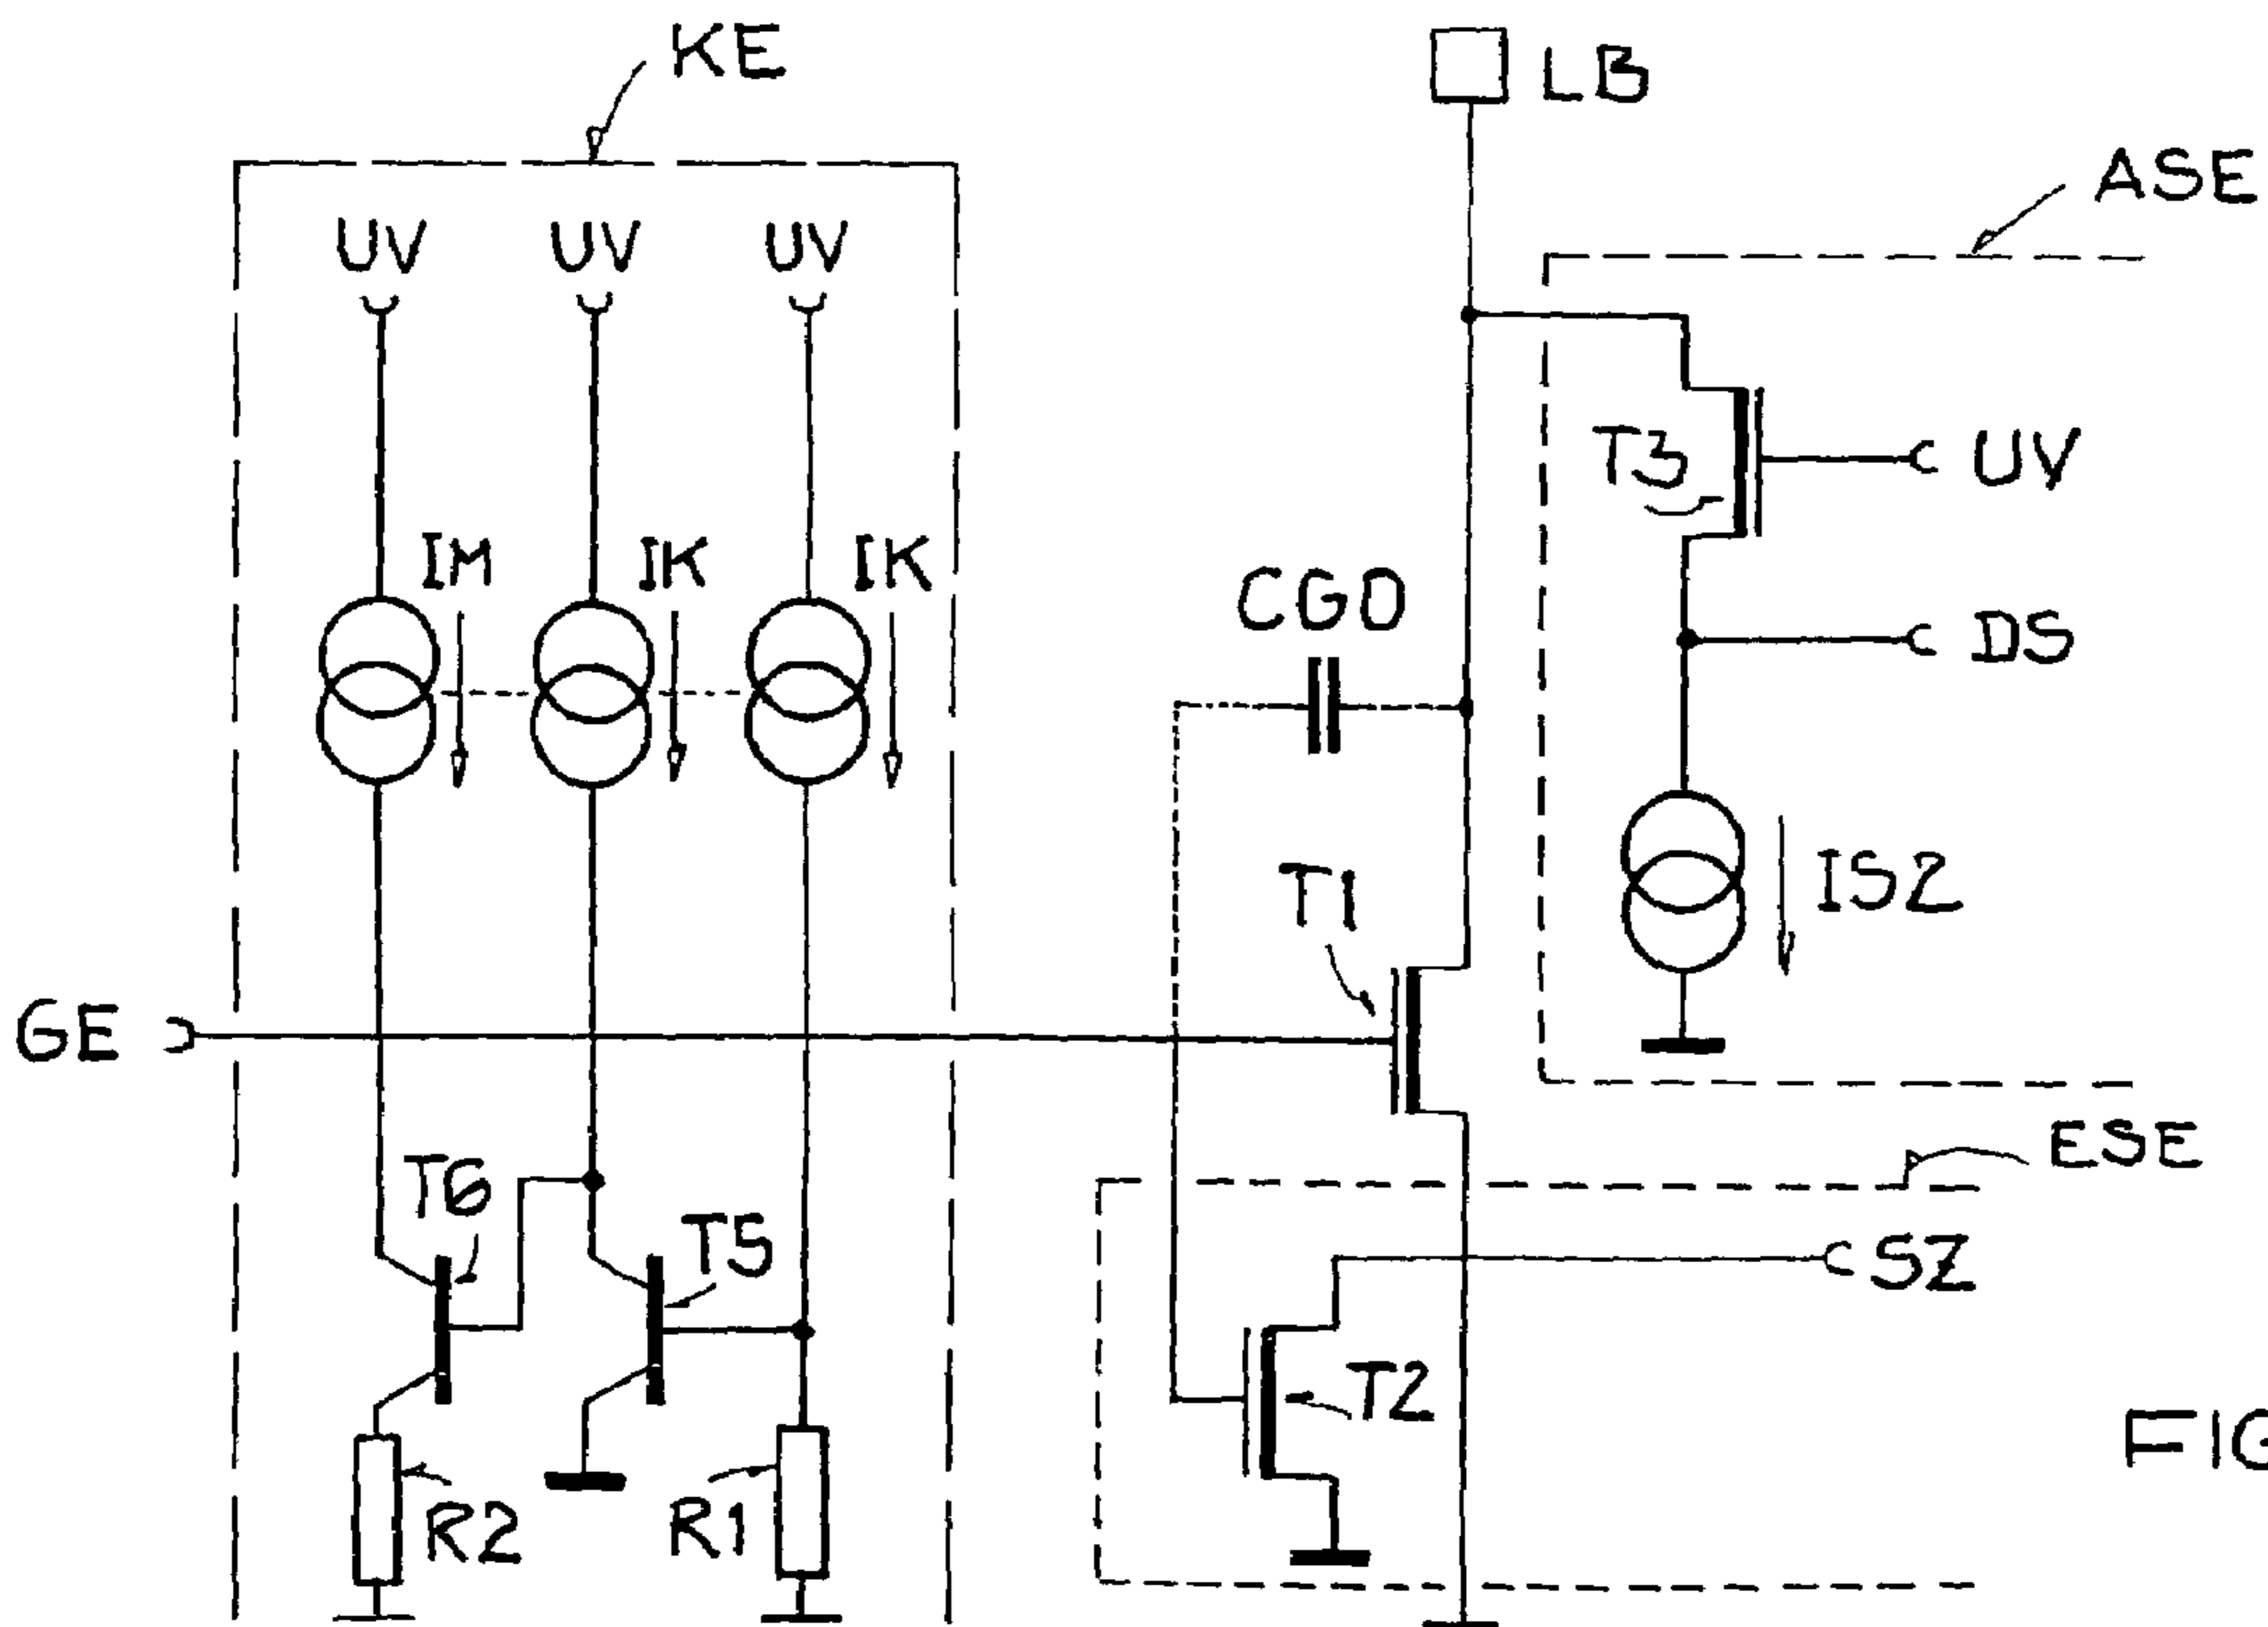 KE
LB
ASE
UV UV UV
T3
UV
IM IK IK
CGO
DS
T1
IS2
GE
ESE
T6
T5
SZ
T2
R2
R1
FIG